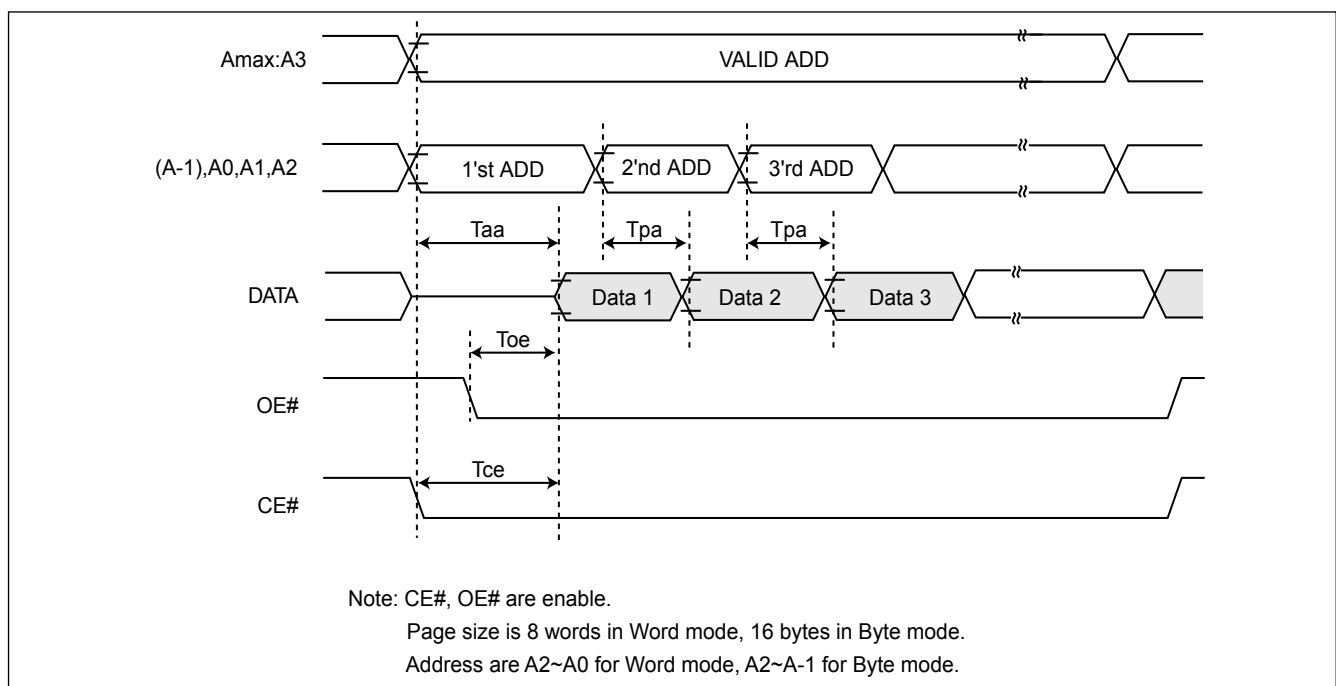 Amax:A3
VALID ADD
(A-1),A0,A1,A2
1'st ADD
2'nd ADD
3'rd ADD
Taa
Tpa
Tpa
DATA
Data 1
Data 2
Data 3
Toe
OE#
Tce
CE#
Note: CE#, OE# are enable.
Page size is 8 words in Word mode, 16 bytes in Byte mode.
Address are A2~A0 for Word mode, A2~A-1 for Byte mode.